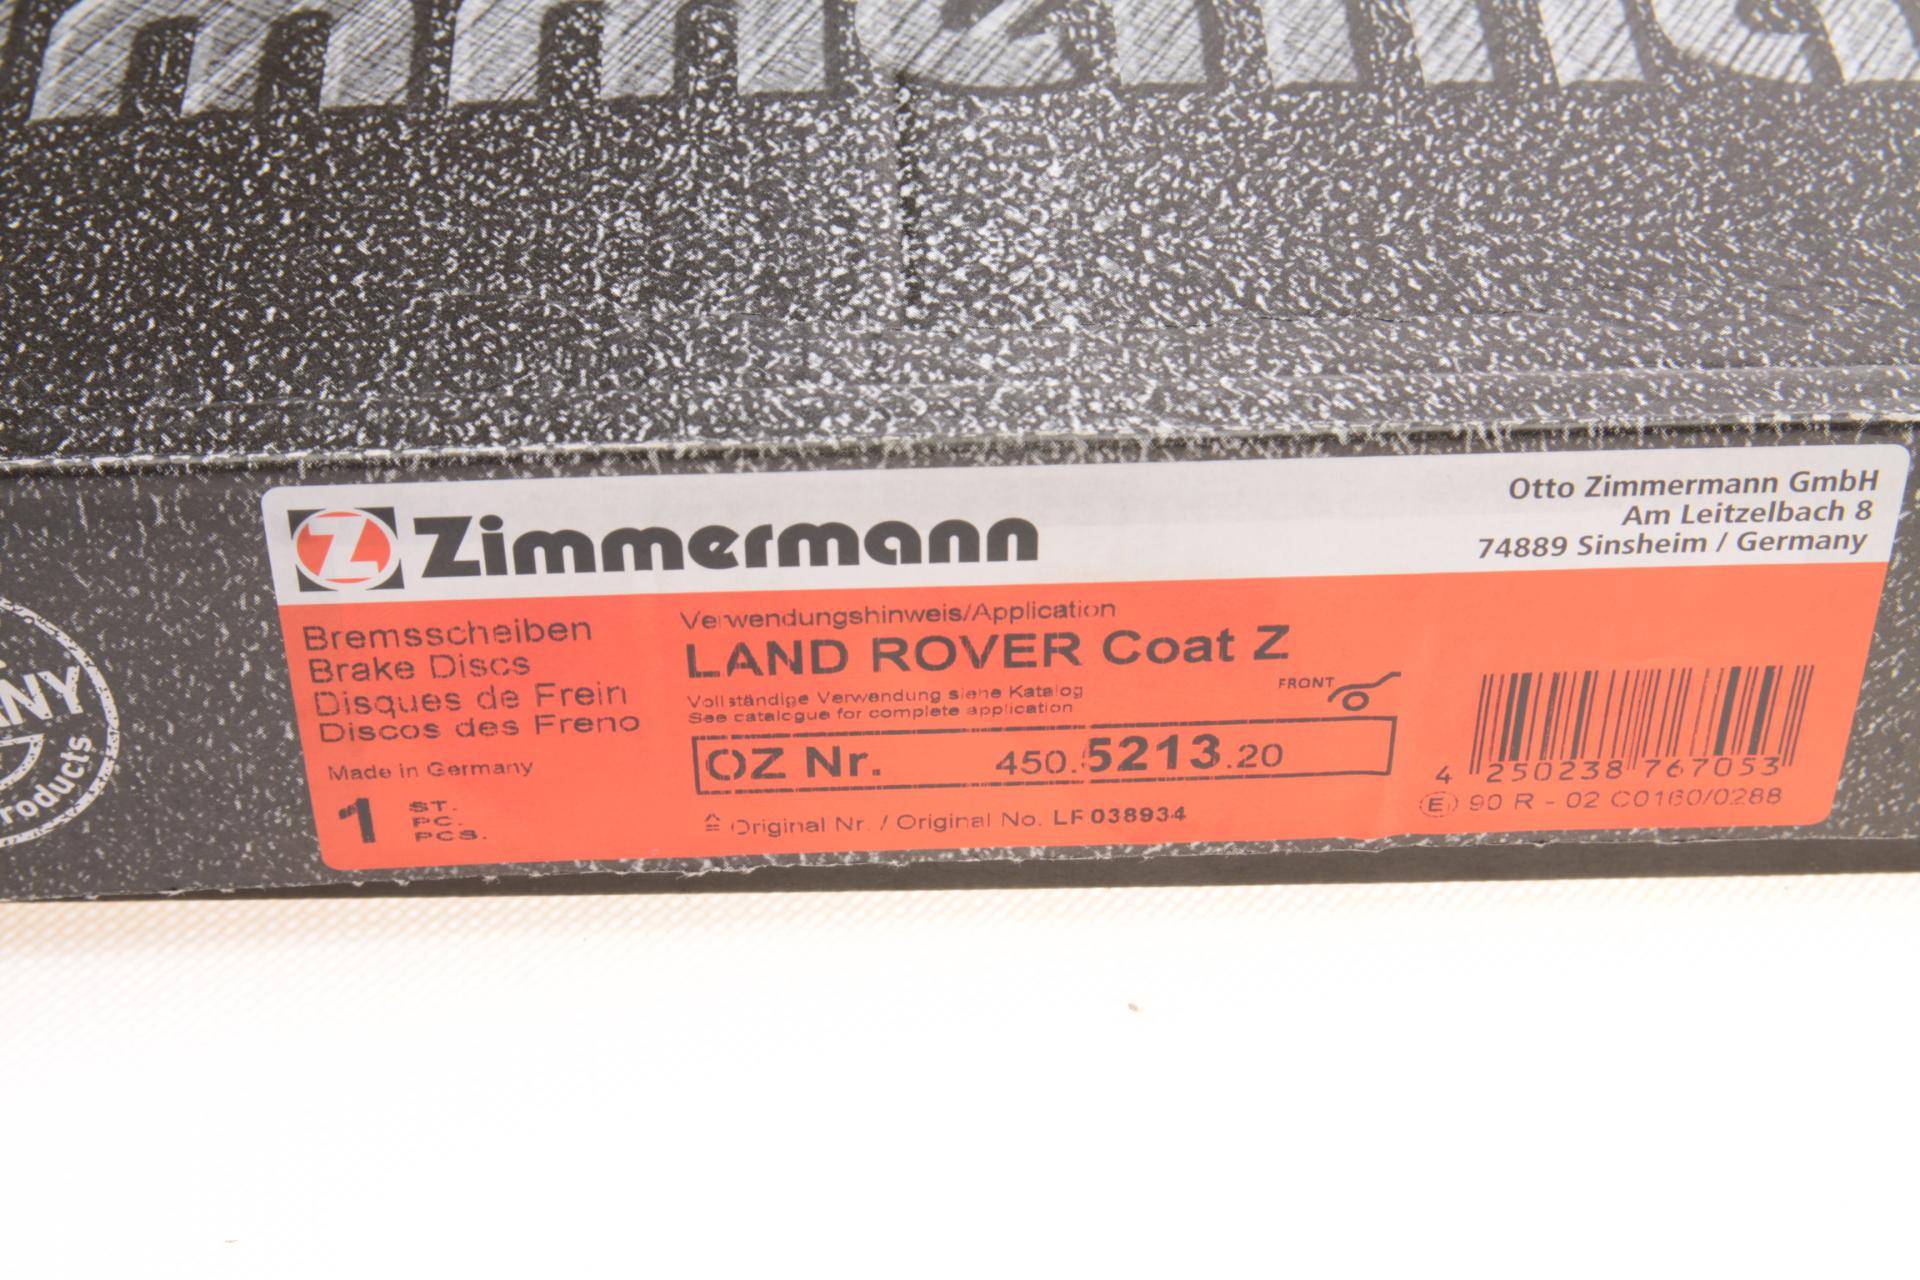 Zimmermann
Otto Zimmermann GmbH
Am Leitzelbach 8
74889 Sinsheim / Germany
Bremsscheiben
Brake Discs
Disques de Frein
Discos des Freno
Made in Germany
1 ST.
PC.
PCS.
Verwendungshinweis/Application
LAND ROVER Coat Z
Vollständige Verwendung siehe Katalog
See catalogue for complete application
FRONT
OZ Nr. 450.5213.20
≙ Original Nr. / Original No. LR038934
4 250238 767053
E1 90 R - 02 C0160/0288